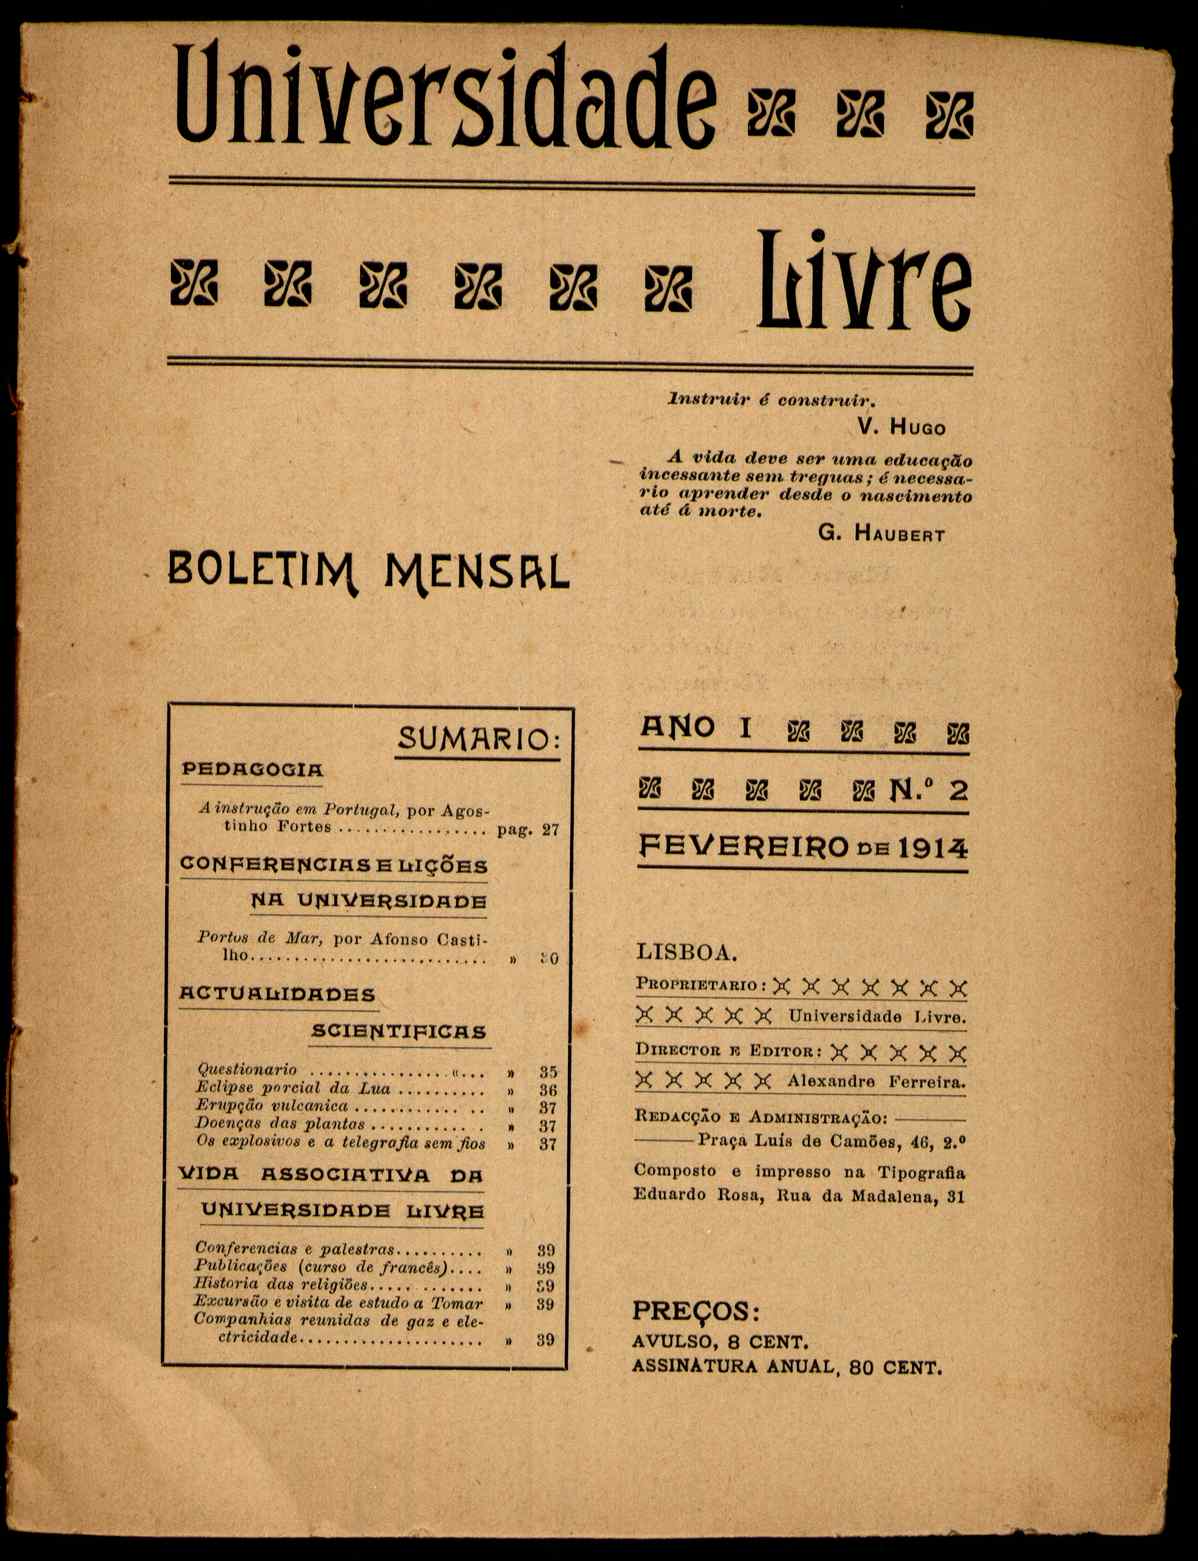 Universidade
Livre
Instruir é construir.
V. HUGO
A vida deve ser uma educação
incessante sem treguas; é necessa-
rio aprender desde o nascimento
até á morte.
G. HAUBERT
BOLETIM MENSAL
SUMARIO:
PEDAGOGIA
A instrução em Portugal, por Agos-
tinho Fortes ................. pag. 27
CONFERENCIAS E LIÇÕES
NA UNIVERSIDADE
Portos de Mar, por Afonso Casti-
lho........................... » 30
ACTUALIDADES
SCIENTIFICAS
Questionario ................«... » 35
Eclipse parcial da Lua .......... » 36
Erupção vulcanica ............ .. » 37
Doenças das plantas ............ . » 37
Os explosivos e a telegrafia sem fios » 37
VIDA ASSOCIATIVA DA
UNIVERSIDADE LIVRE
Conferencias e palestras.......... » 39
Publicações (curso de francês).... » 39
Historia das religiões..... ....... » 39
Excursão e visita de estudo a Tomar » 39
Companhias reunidas de gaz e ele-
ctricidade..................... » 39
ANO I
N.º 2
FEVEREIRO DE 1914
LISBOA.
PROPRIETARIO:
Universidade Livre.
DIRECTOR E EDITOR:
Alexandre Ferreira.
REDACÇÃO E ADMINISTRAÇÃO:
Praça Luís de Camões, 46, 2.º
Composto e impresso na Tipografia
Eduardo Rosa, Rua da Madalena, 31
PREÇOS:
AVULSO, 8 CENT.
ASSINATURA ANUAL, 80 CENT.